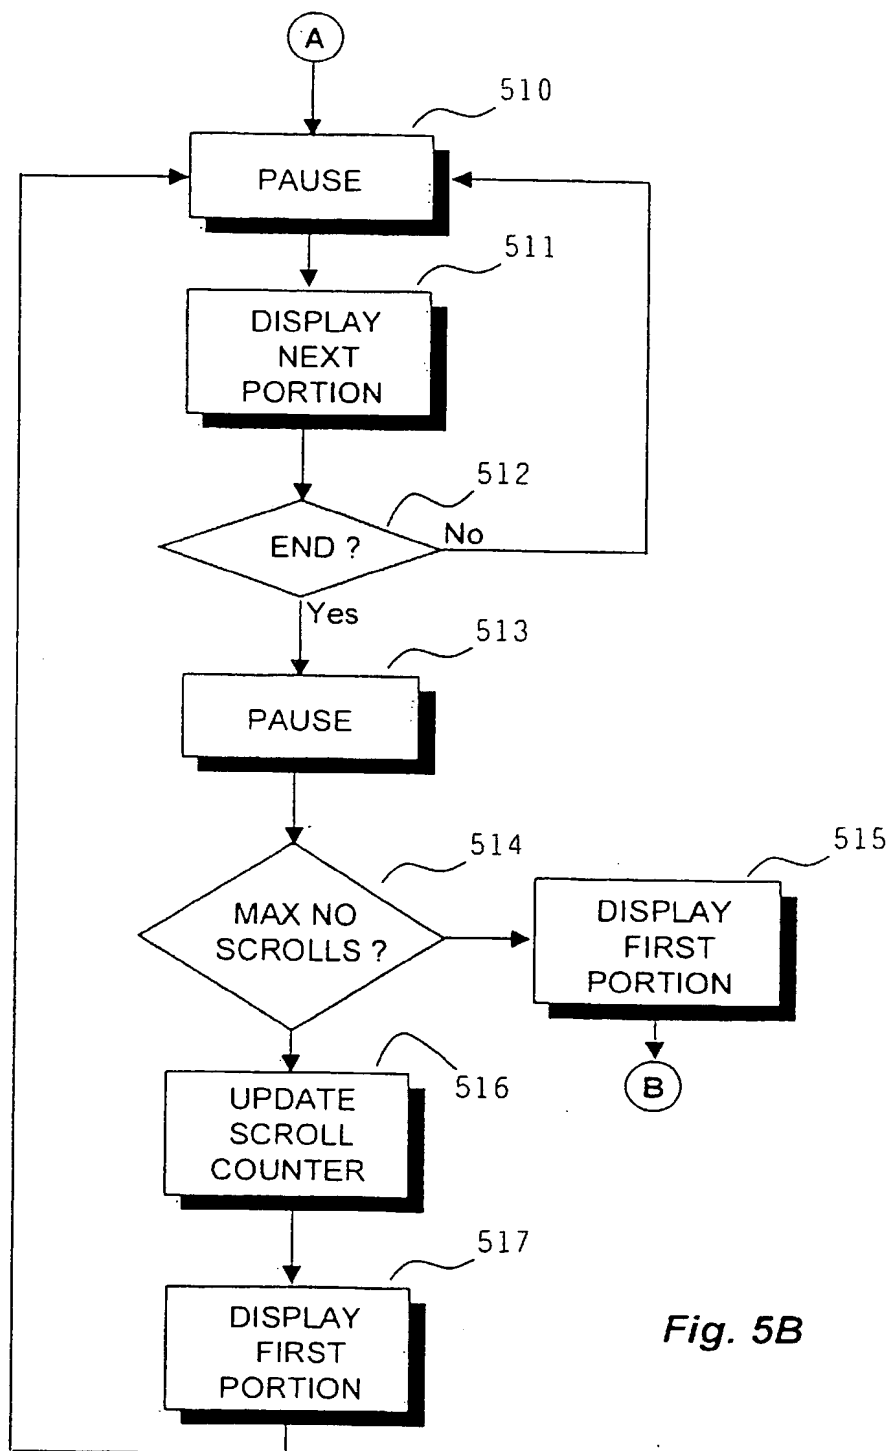 A
510
PAUSE
511
DISPLAY
NEXT
PORTION
512
END ?
No
Yes
513
PAUSE
514
MAX NO
SCROLLS ?
515
DISPLAY
FIRST
PORTION
B
516
UPDATE
SCROLL
COUNTER
517
DISPLAY
FIRST
PORTION
Fig. 5B